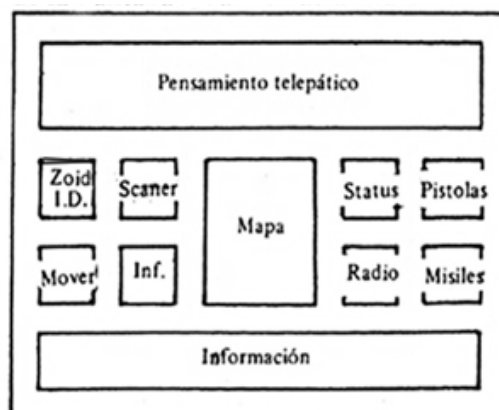 Pensamiento telepático
Zoid
I.D.
Scaner
Mapa
Status
Pistolas
Mover
Inf.
Radio
Misiles
Información